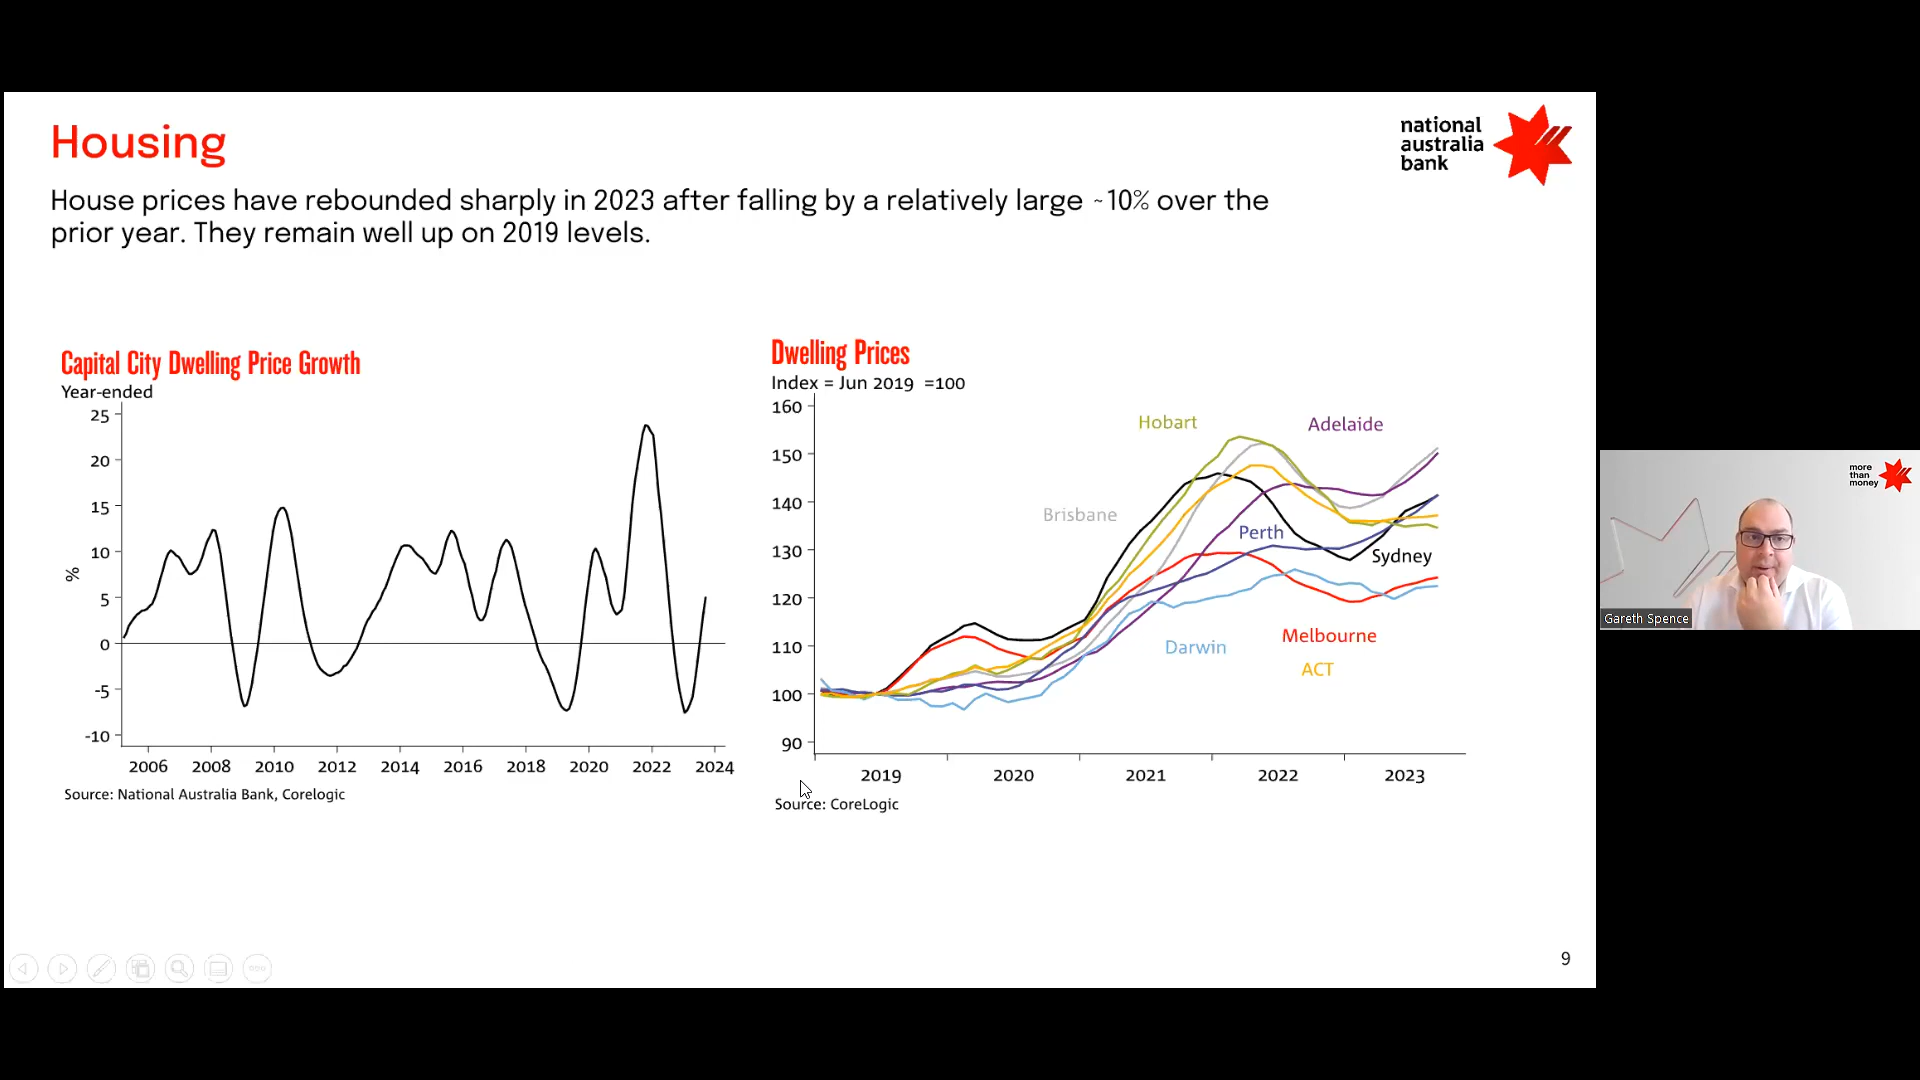 Housing
national
australia
bank
House prices have rebounded sharply in 2023 after falling by a relatively large ~10% over the
prior year. They remain well up on 2019 levels.
Capital City Dwelling Price Growth
Year-ended
25
20
15
10
5
0
-5
-10
%
2006 2008 2010 2012 2014 2016 2018 2020 2022 2024
Source: National Australia Bank, Corelogic
Dwelling Prices
Index = Jun 2019 =100
160
150
140
130
120
110
100
90
Hobart
Adelaide
Brisbane
Perth
Sydney
Melbourne
Darwin
ACT
2019 2020 2021 2022 2023
Source: CoreLogic
9
more
than
money
Gareth Spence